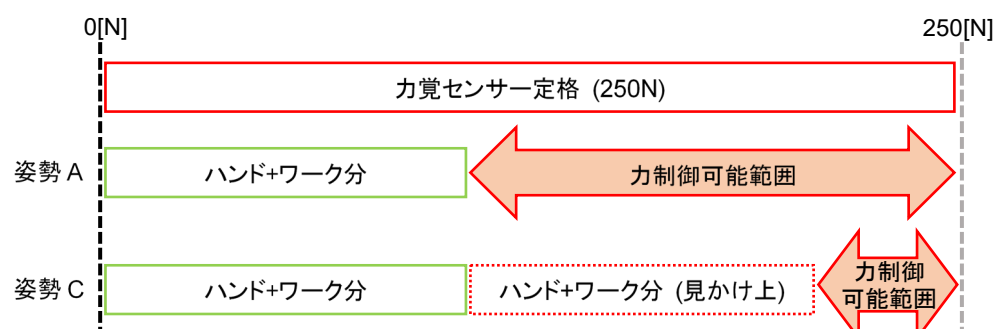 0[N] 250[N]
力覚センサー定格 (250N)
姿勢 A ハンド+ワーク分 力制御可能範囲
姿勢 C ハンド+ワーク分 ハンド+ワーク分 (見かけ上) 力制御
可能範囲